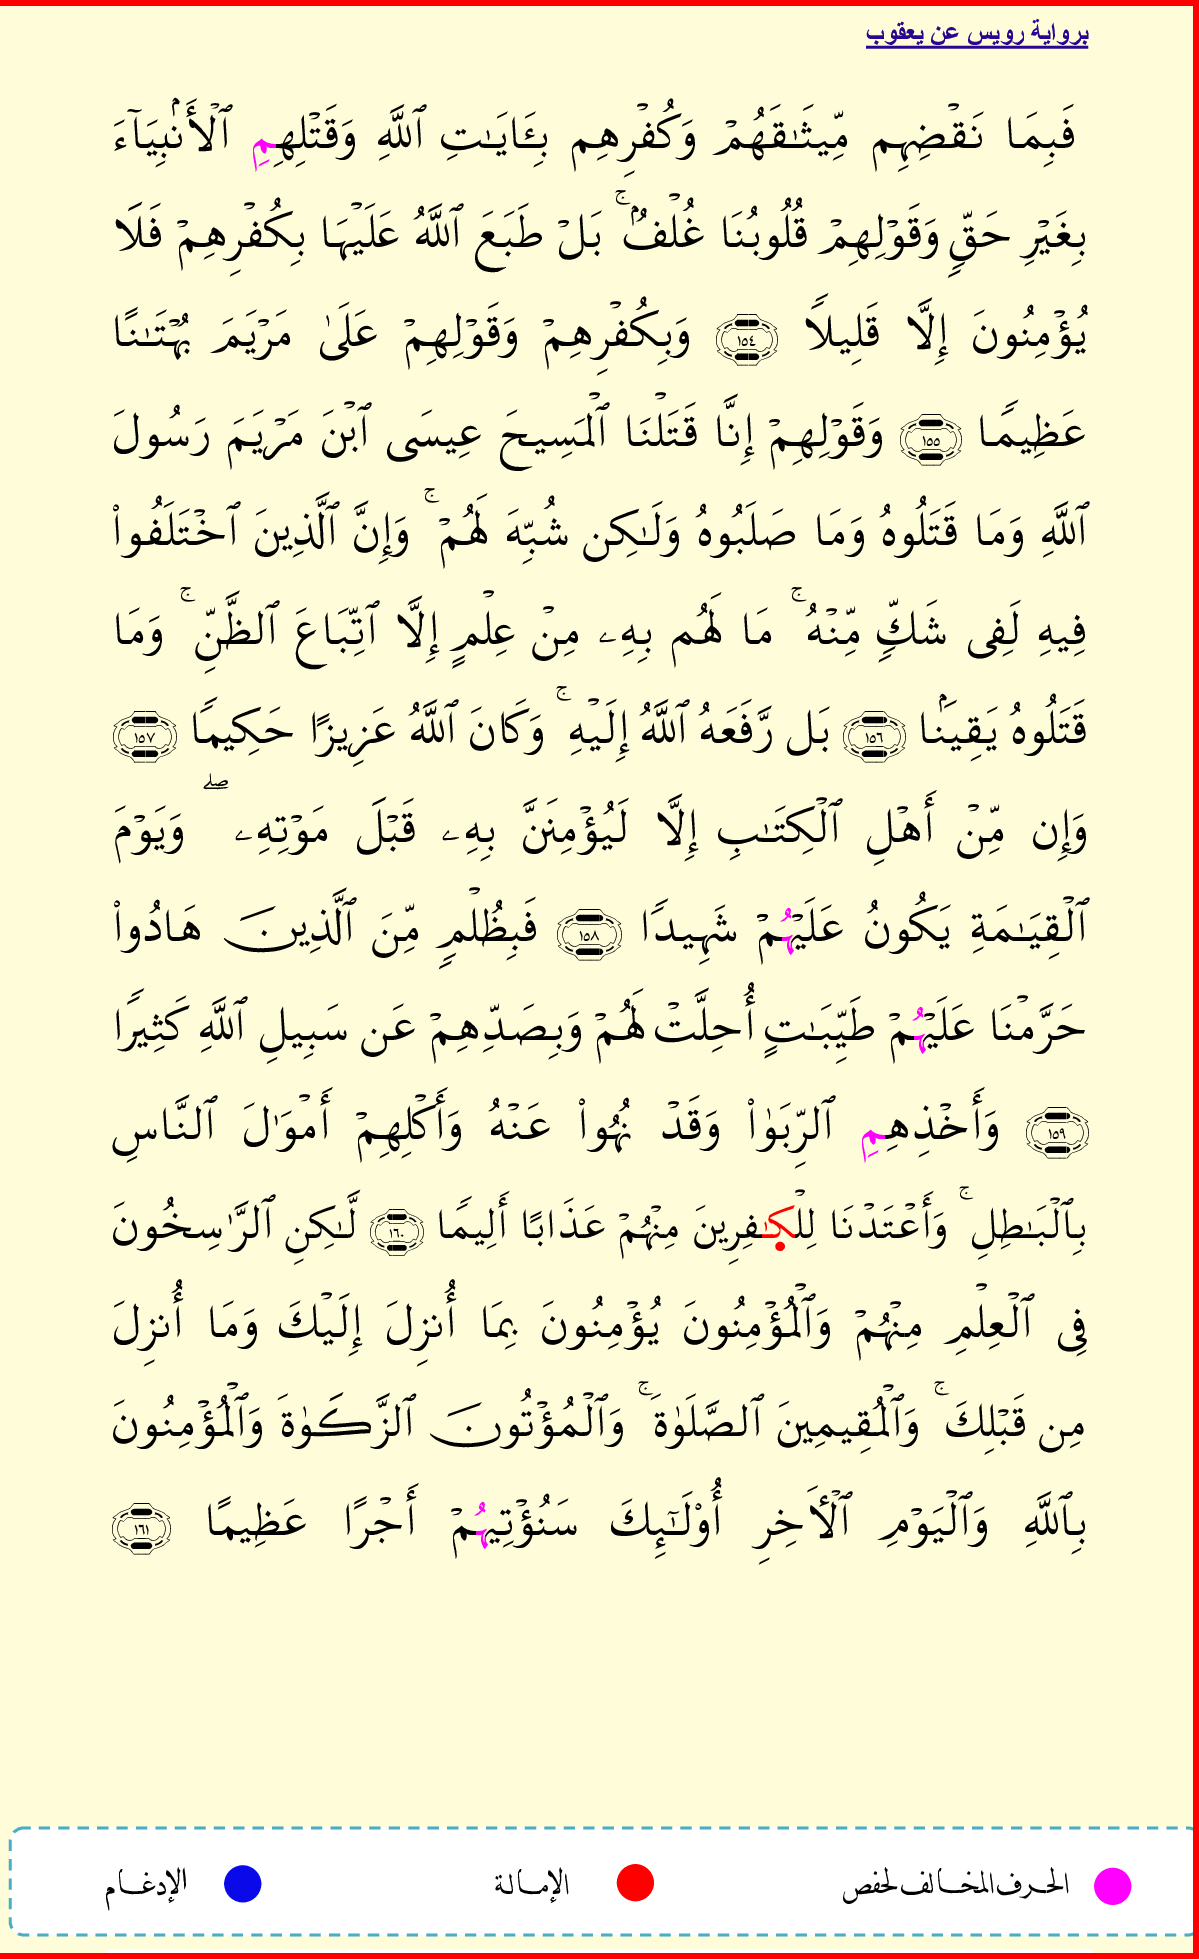 برواية رويس عن يعقوب
فَبِمَا نَقۡضِهِم مِّيثَٰقَهُمۡ وَكُفۡرِهِم بِـَٔايَٰتِ ٱللَّهِ وَقَتۡلِهِمِ ٱلۡأَنۢبِيَآءَ
بِغَيۡرِ حَقّٖ وَقَوۡلِهِمۡ قُلُوبُنَا غُلۡفُۢۚ بَلۡ طَبَعَ ٱللَّهُ عَلَيۡهَا بِكُفۡرِهِمۡ فَلَا
يُؤۡمِنُونَ إِلَّا قَلِيلٗا ١٥٤ وَبِكُفۡرِهِمۡ وَقَوۡلِهِمۡ عَلَىٰ مَرۡيَمَ بُهۡتَٰنًا
عَظِيمٗا ١٥٥ وَقَوۡلِهِمۡ إِنَّا قَتَلۡنَا ٱلۡمَسِيحَ عِيسَى ٱبۡنَ مَرۡيَمَ رَسُولَ
ٱللَّهِ وَمَا قَتَلُوهُ وَمَا صَلَبُوهُ وَلَٰكِن شُبِّهَ لَهُمۡۚ وَإِنَّ ٱلَّذِينَ ٱخۡتَلَفُواْ
فِيهِ لَفِي شَكّٖ مِّنۡهُۚ مَا لَهُم بِهِۦ مِنۡ عِلۡمٍ إِلَّا ٱتِّبَاعَ ٱلظَّنِّۚ وَمَا
قَتَلُوهُ يَقِينَۢا ١٥٦ بَل رَّفَعَهُ ٱللَّهُ إِلَيۡهِۚ وَكَانَ ٱللَّهُ عَزِيزًا حَكِيمٗا ١٥٧
وَإِن مِّنۡ أَهۡلِ ٱلۡكِتَٰبِ إِلَّا لَيُؤۡمِنَنَّ بِهِۦ قَبۡلَ مَوۡتِهِۦۖ وَيَوۡمَ
ٱلۡقِيَٰمَةِ يَكُونُ عَلَيۡهُمۡ شَهِيدٗا ١٥٨ فَبِظُلۡمٖ مِّنَ ٱلَّذِينَ هَادُواْ
حَرَّمۡنَا عَلَيۡهُمۡ طَيِّبَٰتٍ أُحِلَّتۡ لَهُمۡ وَبِصَدِّهِمۡ عَن سَبِيلِ ٱللَّهِ كَثِيرٗا
١٥٩ وَأَخۡذِهِمِ ٱلرِّبَوٰاْ وَقَدۡ نُهُواْ عَنۡهُ وَأَكۡلِهِمۡ أَمۡوَٰلَ ٱلنَّاسِ
بِٱلۡبَٰطِلِۚ وَأَعۡتَدۡنَا لِلۡكَٰفِرِينَ مِنۡهُمۡ عَذَابًا أَلِيمٗا ١٦٠ لَّٰكِنِ ٱلرَّٰسِخُونَ
فِي ٱلۡعِلۡمِ مِنۡهُمۡ وَٱلۡمُؤۡمِنُونَ يُؤۡمِنُونَ بِمَا أُنزِلَ إِلَيۡكَ وَمَا أُنزِلَ
مِن قَبۡلِكَۚ وَٱلۡمُقِيمِينَ ٱلصَّلَوٰةَۚ وَٱلۡمُؤۡتُونَ ٱلزَّكَوٰةَ وَٱلۡمُؤۡمِنُونَ
بِٱللَّهِ وَٱلۡيَوۡمِ ٱلۡأٓخِرِ أُوْلَٰٓئِكَ سَنُؤۡتِيهُمۡ أَجۡرًا عَظِيمًا ١٦١
الحرف المخالف لحفص الإمالة الإدغام